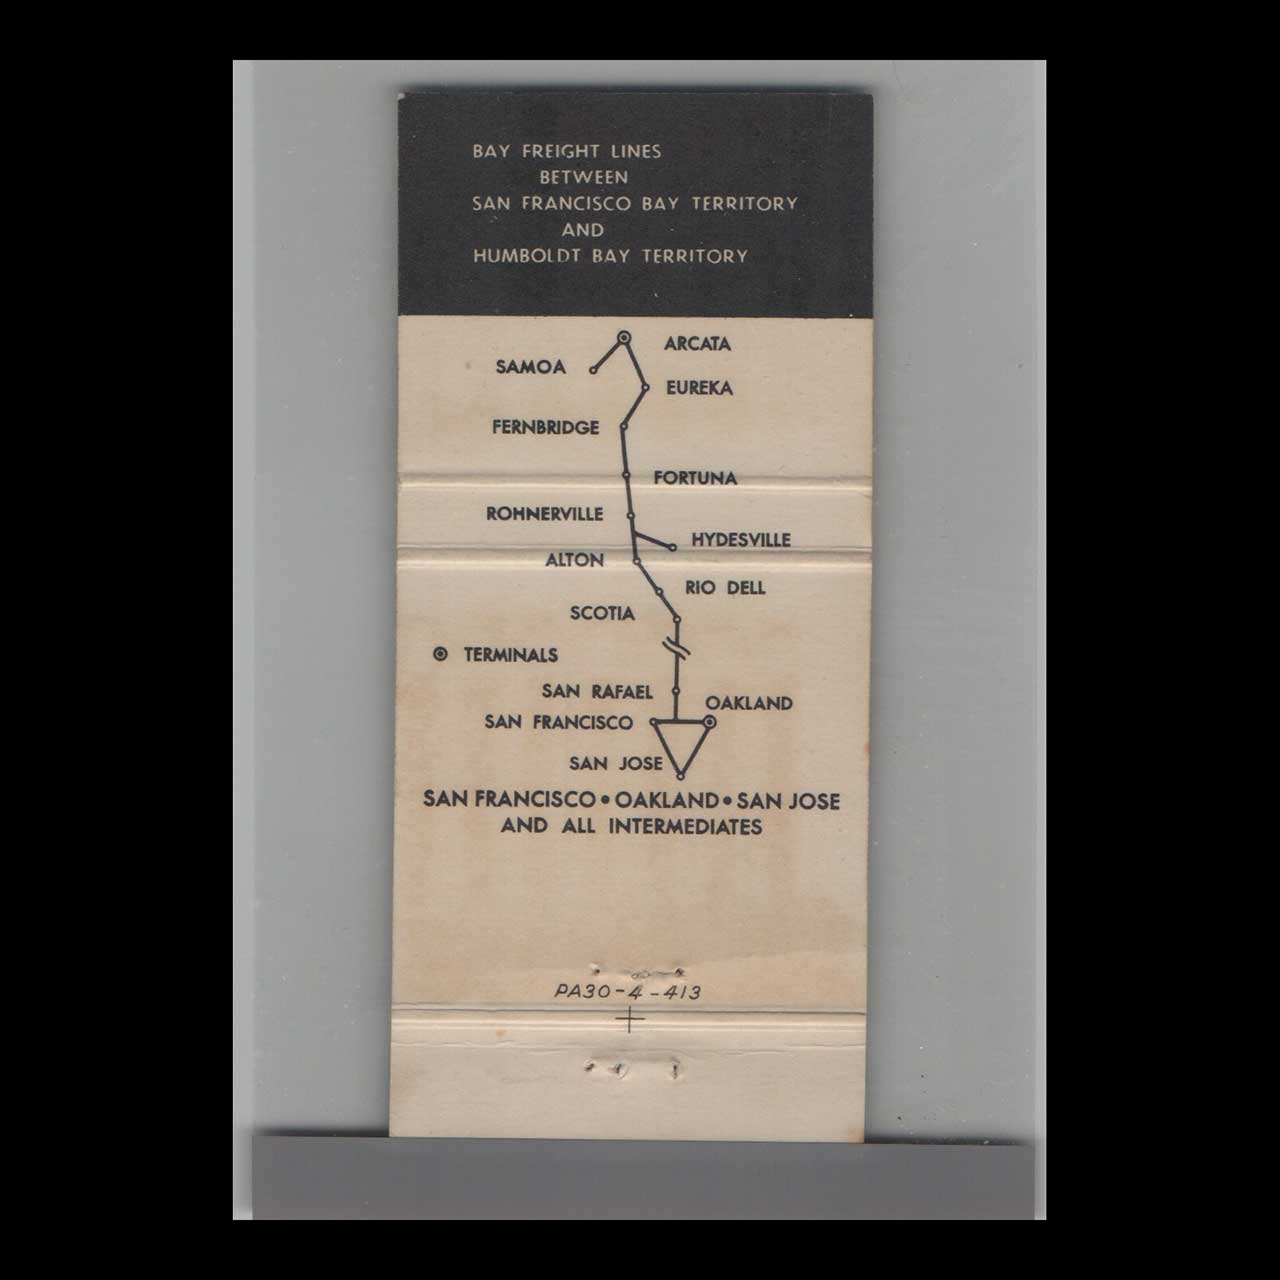 BAY FREIGHT LINES
BETWEEN
SAN FRANCISCO BAY TERRITORY
AND
HUMBOLDT BAY TERRITORY
ARCATA
SAMOA
EUREKA
FERNBRIDGE
FORTUNA
ROHNERVILLE
HYDESVILLE
ALTON
RIO DELL
SCOTIA
TERMINALS
SAN RAFAEL
OAKLAND
SAN FRANCISCO
SAN JOSE
SAN FRANCISCO • OAKLAND • SAN JOSE
AND ALL INTERMEDIATES
PA30-4-413